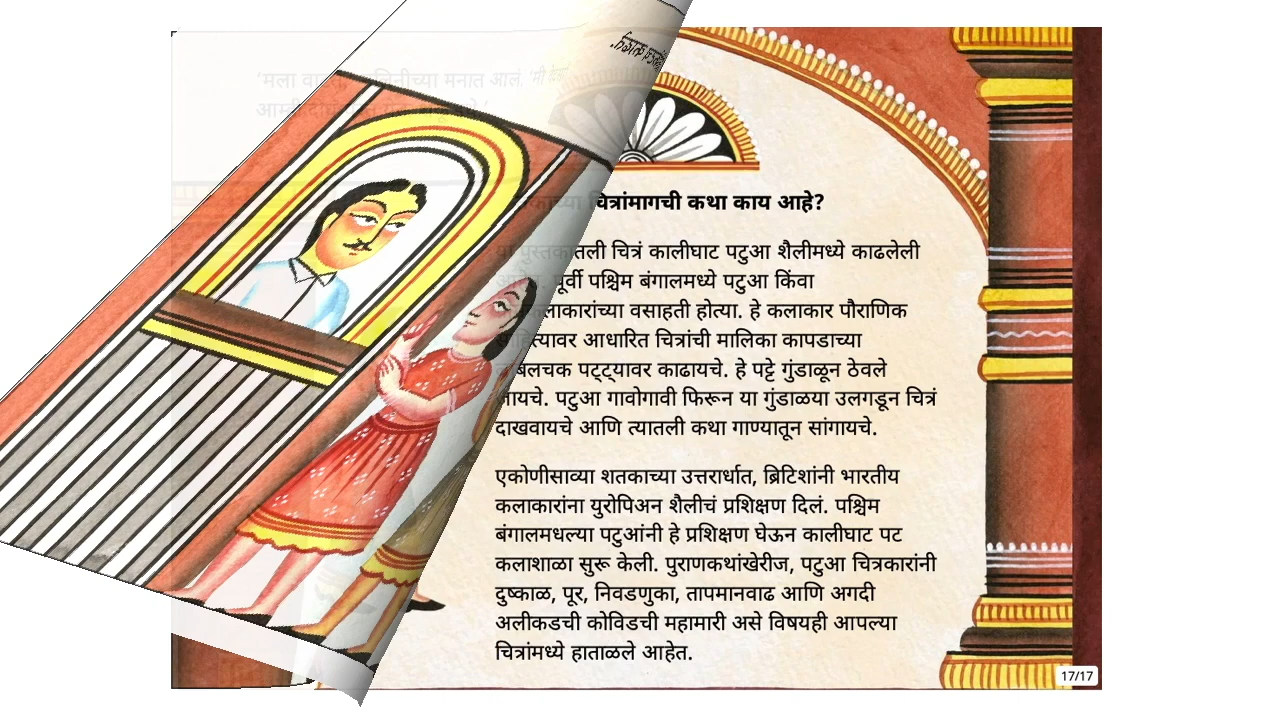 ‘मला
मनात आलं. ‘मी
चित्रांमागची कथा काय आहे?
चित्रं कालीघाट पटुआ शैलीमध्ये काढलेली
पूर्वी पश्चिम बंगालमध्ये पटुआ किंवा
वसाहती होत्या. हे कलाकार पौराणिक
आधारित चित्रांची मालिका कापडाच्या
पट्ट्यावर काढायचे. हे पट्टे गुंडाळून ठेवले
जायचे. पटुआ गावोगावी फिरून या गुंडाळया उलगडून चित्रं
दाखवायचे आणि त्यातली कथा गाण्यातून सांगायचे.
एकोणीसाव्या शतकाच्या उत्तरार्धात, ब्रिटिशांनी भारतीय
कलाकारांना युरोपिअन शैलीचं प्रशिक्षण दिलं. पश्चिम
बंगालमधल्या पटुआंनी हे प्रशिक्षण घेऊन कालीघाट पट
कलाशाळा सुरू केली. पुराणकथांखेरीज, पटुआ चित्रकारांनी
दुष्काळ, पूर, निवडणुका, तापमानवाढ आणि अगदी
अलीकडची कोविडची महामारी असे विषयही आपल्या
चित्रांमध्ये हाताळले आहेत.
17/17